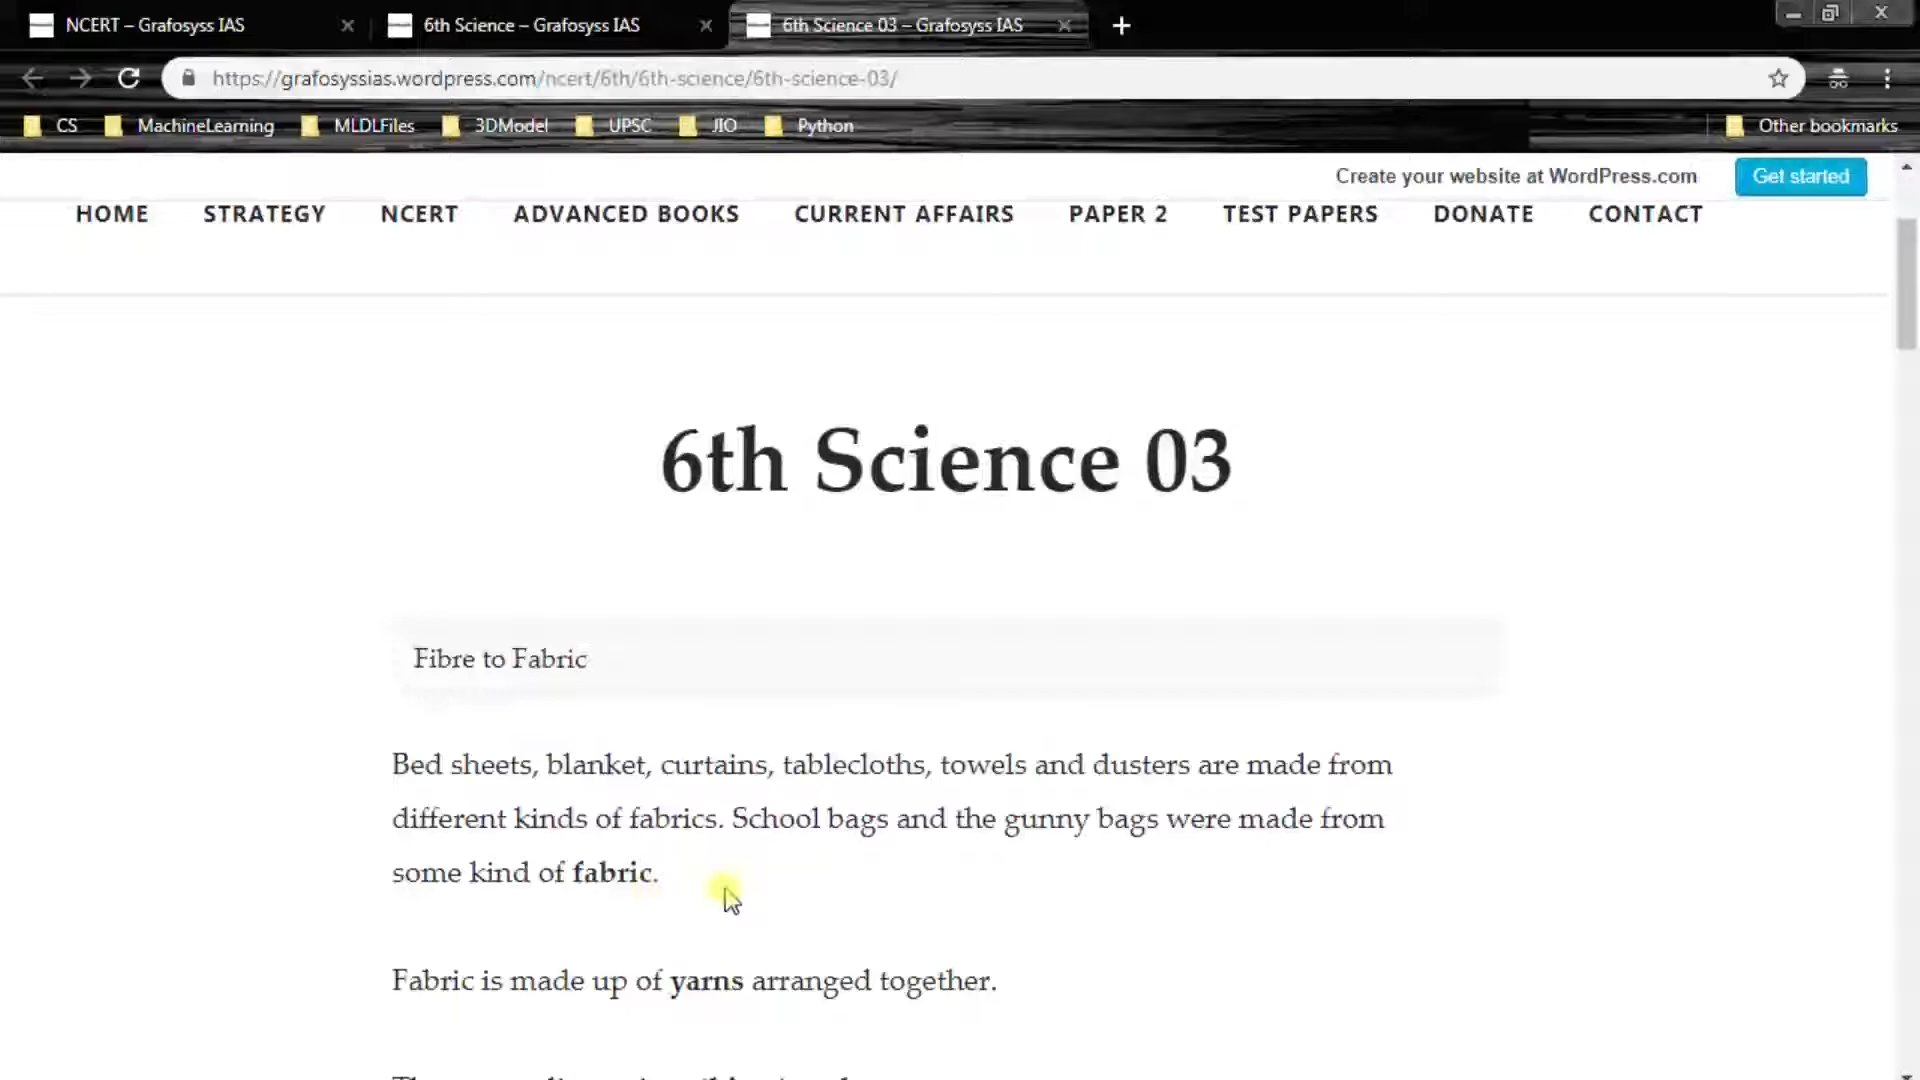 NCERT – Grafosyss IAS
6th Science – Grafosyss IAS
6th Science 03 – Grafosyss IAS
https://grafosyssias.wordpress.com/ncert/6th/6th-science/6th-science-03/
CS MachineLearning MLDLFiles 3DModel UPSC JIO Python Other bookmarks
Create your website at WordPress.com Get started
HOME STRATEGY NCERT ADVANCED BOOKS CURRENT AFFAIRS PAPER 2 TEST PAPERS DONATE CONTACT
6th Science 03
Fibre to Fabric
Bed sheets, blanket, curtains, tablecloths, towels and dusters are made from
different kinds of fabrics. School bags and the gunny bags were made from
some kind of fabric.
Fabric is made up of yarns arranged together.